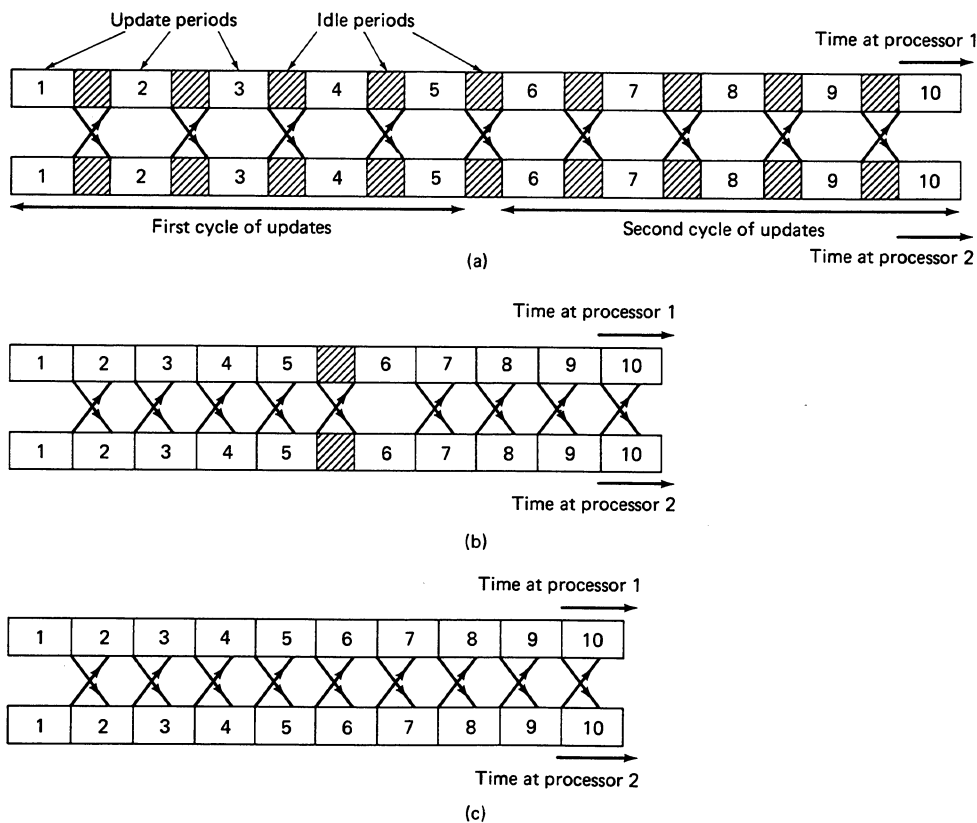 Update periods Idle periods
Time at processor 1
1 2 3 4 5 6 7 8 9 10
1 2 3 4 5 6 7 8 9 10
First cycle of updates Second cycle of updates
Time at processor 2
(a)
Time at processor 1
1 2 3 4 5 6 7 8 9 10
1 2 3 4 5 6 7 8 9 10
Time at processor 2
(b)
Time at processor 1
1 2 3 4 5 6 7 8 9 10
1 2 3 4 5 6 7 8 9 10
Time at processor 2
(c)